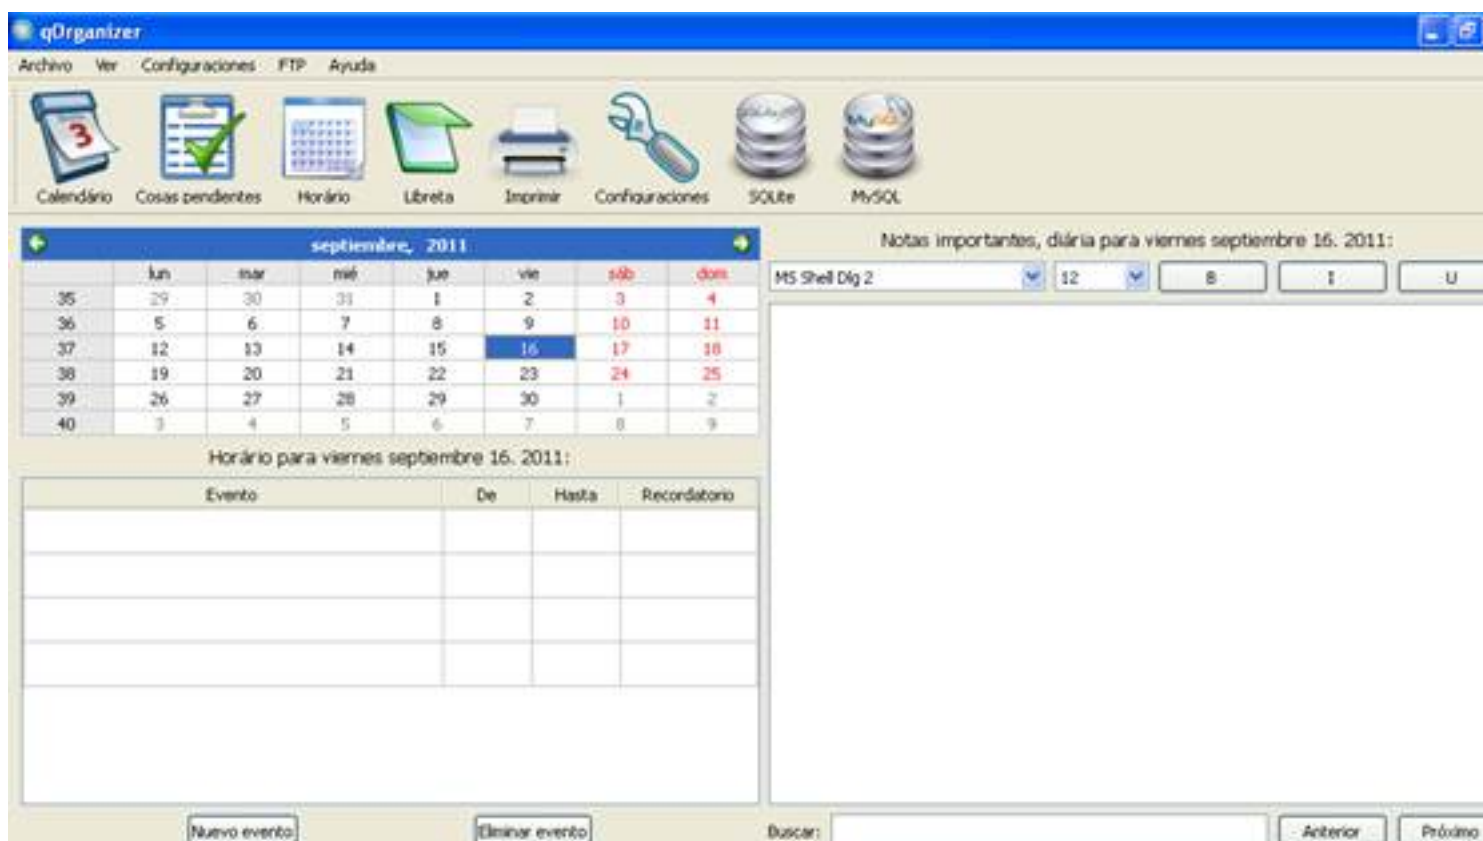 qOrganizer
Archivo Ver Configuraciones FTP Ayuda
3
Calendário Cosas pendientes Horário Libreta Imprimir Configuraciones SQLite MySQL
septiembre, 2011
lun mar mié jue vie sáb dom
35 29 30 31 1 2 3 4
36 5 6 7 8 9 10 11
37 12 13 14 15 16 17 18
38 19 20 21 22 23 24 25
39 26 27 28 29 30 1 2
40 3 4 5 6 7 8 9
Horário para viernes septiembre 16. 2011:
Evento De Hasta Recordatorio
Nuevo evento Eliminar evento
Notas importantes, diária para viernes septiembre 16. 2011:
MS Shell Dlg 2 12 B I U
Buscar: Anterior Próximo